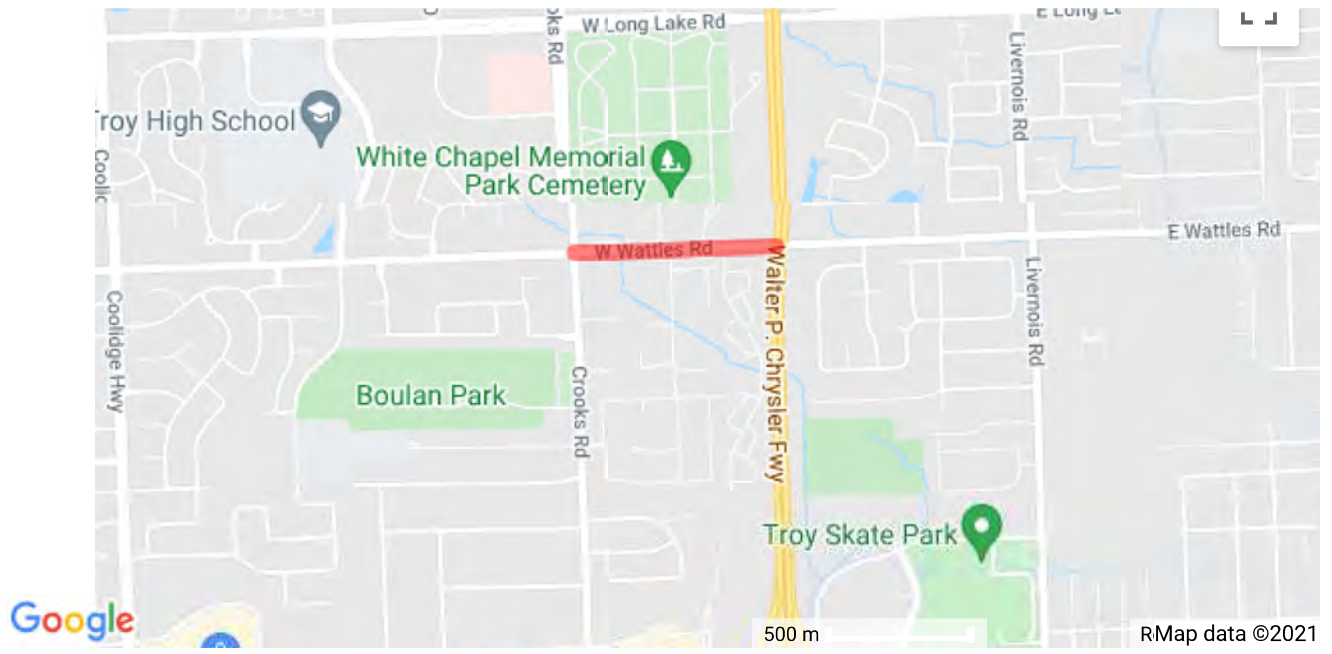 W Long Lake Rd
E Long L
oks Rd
Livernois Rd
Troy High School
Coolic
White Chapel Memorial
Park Cemetery
W Wattles Rd
E Wattles Rd
Walter P. Chrysler Fwy
Livernois Rd
Coolidge Hwy
Boulan Park
Crooks Rd
Troy Skate Park
Google
500 m
R
Map data ©2021